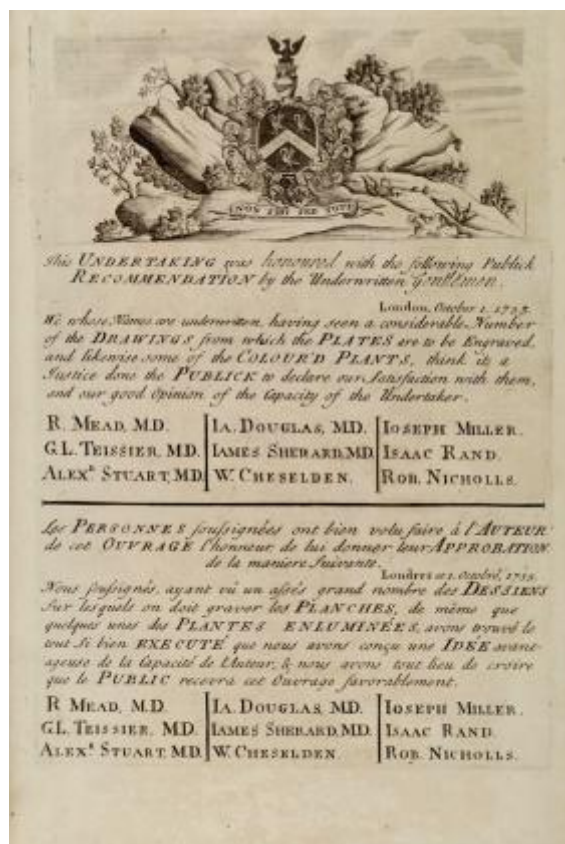 NON SIBI SED TOTI
This UNDERTAKING was honoured with the following Publick
RECOMMENDATION by the Underwritten Gentlemen.
London, October 1. 1735.
We whose Names are underwritten, having seen a considerable Number
of the DRAWINGS from which the PLATES are to be Engraved,
and likewise some of the COLOUR'D PLANTS, think it a
Justice done the PUBLICK to declare our Satisfaction with them,
and our good Opinion of the Capacity of the Undertaker.
R. MEAD, M.D. IA. DOUGLAS, M.D. IOSEPH MILLER.
G.L. TEISSIER, M.D. IAMES SHERARD, M.D. ISAAC RAND.
ALEXR. STUART, M.D. W. CHESELDEN. ROB. NICHOLLS.
Les PERSONNES soussignées ont bien volu faire à l'AUTEUR
de cet OUVRAGE l'honneur de lui donner leur APPROBATION
de la maniere Suivante.
Londres 1. Octobré, 1735.
Nous soussignés, ayant vû un assés grand nombre des DESSIENS
Sur lesquels on doit graver les PLANCHES, de même que
quelques unes des PLANTES ENLUMINÉES, avons trouvé le
tout Si bien EXECUTÉ que nous avons conçu une IDEE avant-
ageuse de la Capacité de l'Auteur, & nous avons tout lieu de croire
que le PUBLIC recevra cet Ouvrage favorablement.
R MEAD, M.D. IA. DOUGLAS, M.D. IOSEPH MILLER.
G.L. TEISSIER, M.D. IAMES SHERARD, M.D. ISAAC RAND.
ALEXR. STUART, M.D. W. CHESELDEN. ROB. NICHOLLS.